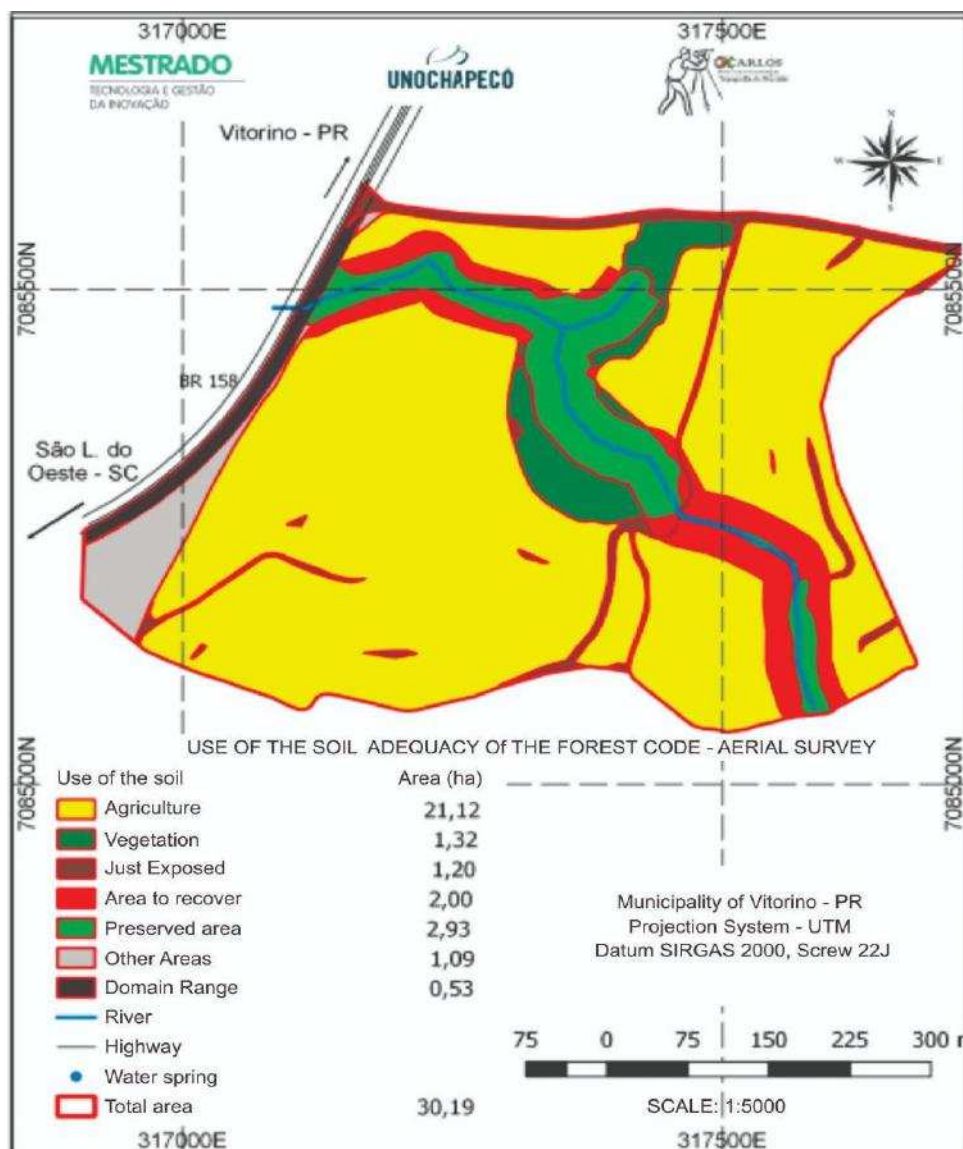 317000E 317500E
MESTRADO
TECNOLOGIA E GESTÃO
DA INOVAÇÃO
UNOCHAPECÓ
CARLOS
Vitorino - PR
N
W E
S
7085500N 7085500N
BR 158
São L. do
Oeste - SC
USE OF THE SOIL ADEQUACY OF THE FOREST CODE - AERIAL SURVEY
7085000N 7085000N
Use of the soil Area (ha)
Agriculture 21,12
Vegetation 1,32
Just Exposed 1,20
Area to recover 2,00
Preserved area 2,93
Other Areas 1,09
Domain Range 0,53
River
Highway
Water spring
Total area 30,19
Municipality of Vitorino - PR
Projection System - UTM
Datum SIRGAS 2000, Screw 22J
75 0 75 150 225 300 m
SCALE: 1:5000
317000E 317500E